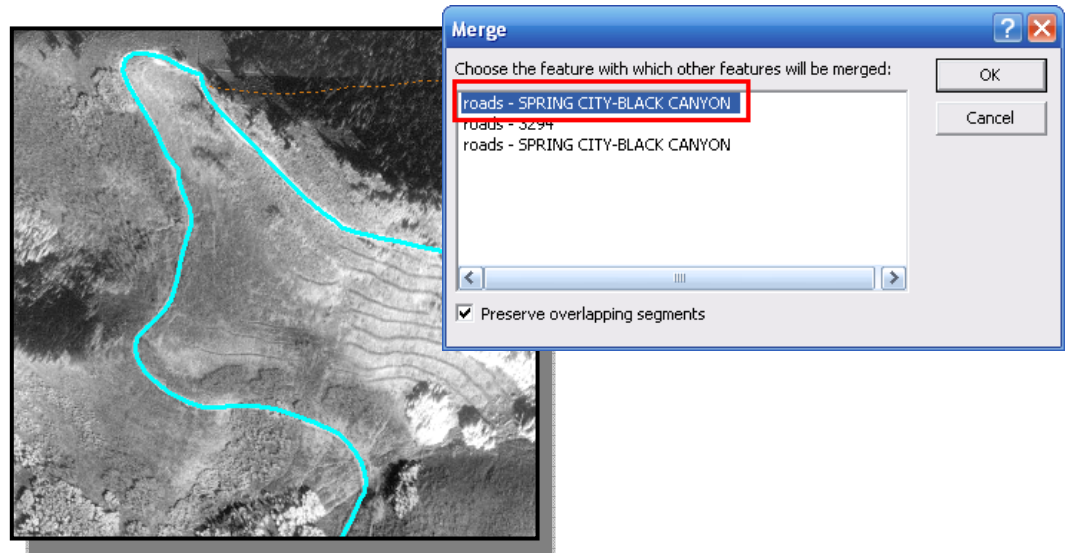 Merge
Choose the feature with which other features will be merged:
OK
roads - SPRING CITY-BLACK CANYON
Cancel
roads - 3294
roads - SPRING CITY-BLACK CANYON
Preserve overlapping segments